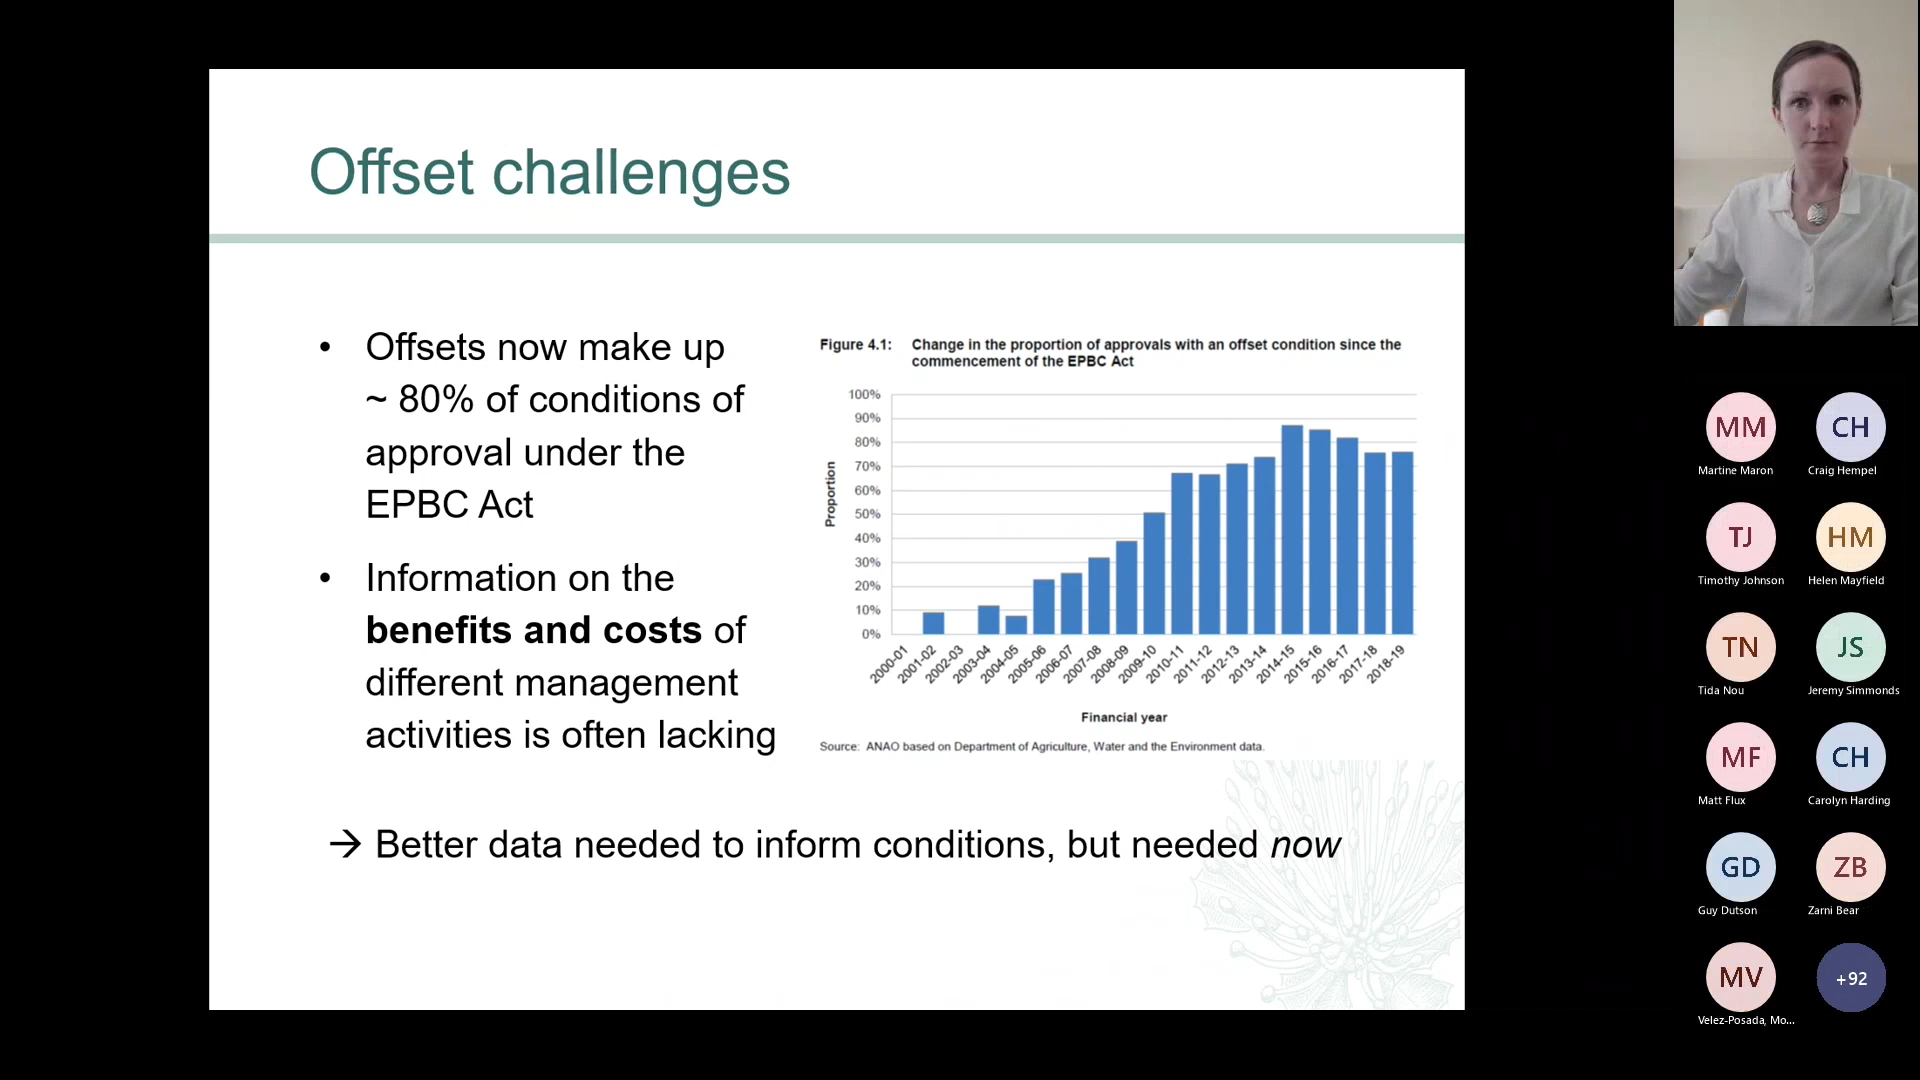 Offset challenges
• Offsets now make up
~ 80% of conditions of
approval under the
EPBC Act
• Information on the
benefits and costs of
different management
activities is often lacking
→ Better data needed to inform conditions, but needed now
Figure 4.1: Change in the proportion of approvals with an offset condition since the
commencement of the EPBC Act
Proportion
100%
90%
80%
70%
60%
50%
40%
30%
20%
10%
0%
2000-01
2001-02
2002-03
2003-04
2004-05
2005-06
2006-07
2007-08
2008-09
2009-10
2010-11
2011-12
2012-13
2013-14
2014-15
2015-16
2016-17
2017-18
2018-19
Financial year
Source: ANAO based on Department of Agriculture, Water and the Environment data.
MM CH
Martine Maron Craig Hempel
TJ HM
Timothy Johnson Helen Mayfield
TN JS
Tida Nou Jeremy Simmonds
MF CH
Matt Flux Carolyn Harding
GD ZB
Guy Dutson Zarni Bear
MV +92
Velez-Posada, Mo...